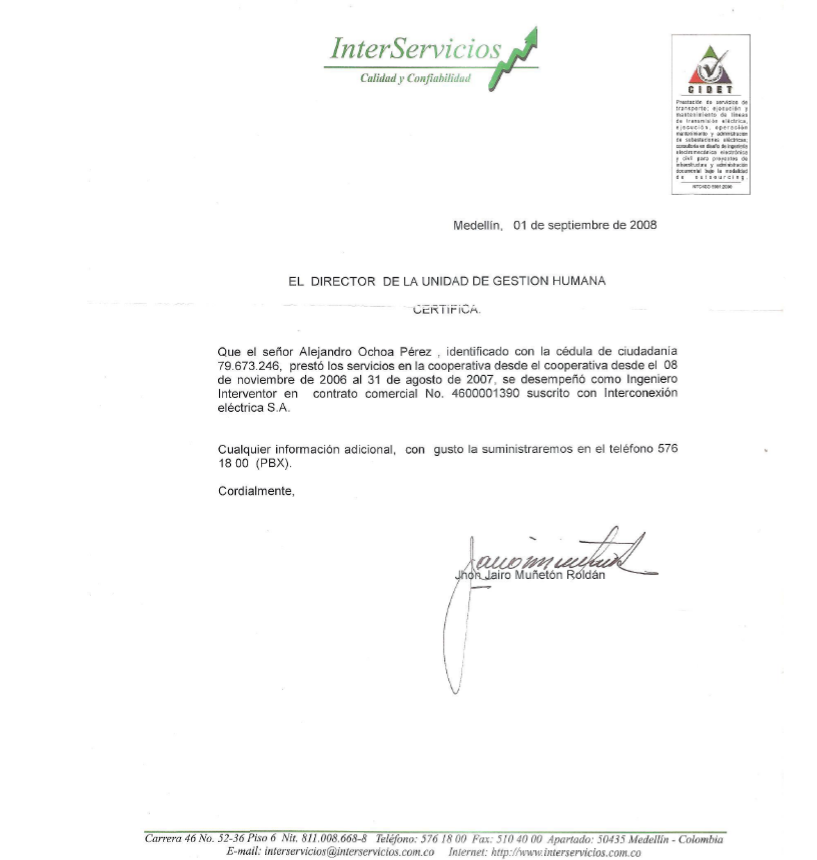 InterServicios
Calidad y Confiabilidad
CIDET
Prestación de servicios de
transporte; ejecución y
mantenimiento de líneas
de transmisión eléctrica,
ejecución, operación
mantenimiento y administración
de subestaciones eléctricas;
consultoría en diseño de ingeniería
electromecánica electrónica
y civil para proyectos de
infraestructura y administración
documental bajo la modalidad
de outsourcing.
Medellín, 01 de septiembre de 2008
EL DIRECTOR DE LA UNIDAD DE GESTION HUMANA
CERTIFICA.
Que el señor Alejandro Ochoa Pérez , identificado con la cédula de ciudadanía
79.673.246, prestó los servicios en la cooperativa desde el cooperativa desde el 08
de noviembre de 2006 al 31 de agosto de 2007, se desempeñó como Ingeniero
Interventor en contrato comercial No. 4600001390 suscrito con Interconexión
eléctrica S.A.
Cualquier información adicional, con gusto la suministraremos en el teléfono 576
18 00 (PBX).
Cordialmente,
Jhon Jairo Muñetón Roldán
Carrera 46 No. 52-36 Piso 6 Nit. 811.008.668-8 Teléfono: 576 18 00 Fax: 510 40 00 Apartado: 50435 Medellín - Colombia
E-mail: interservicios@interservicios.com.co Internet: http://www.interservicios.com.co